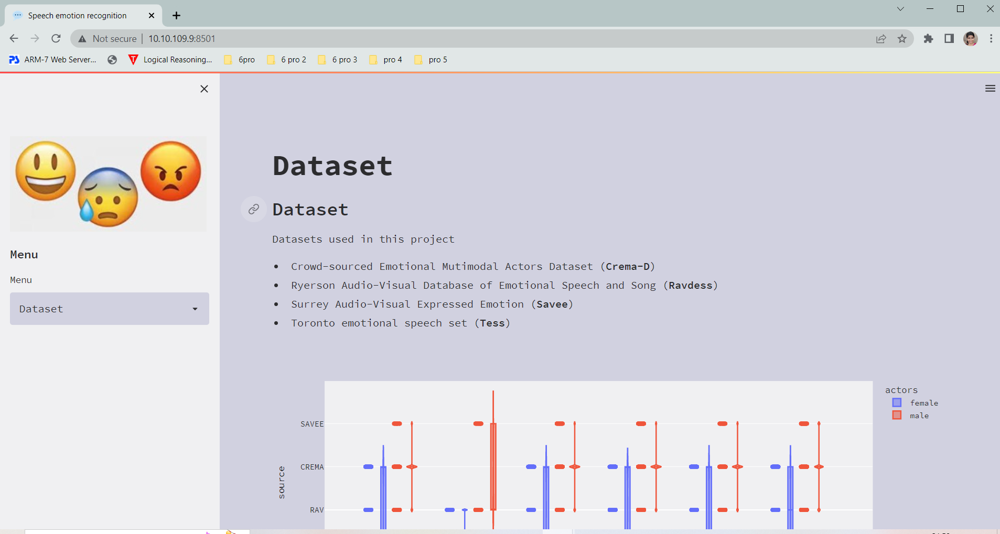 Speech emotion recognition
Not secure | 10.10.109.9:8501
ARM-7 Web Server...
Logical Reasoning...
6pro
6 pro 2
6 pro 3
pro 4
pro 5
Menu
Menu
Dataset
Dataset
Dataset
Datasets used in this project
• Crowd-sourced Emotional Mutimodal Actors Dataset (Crema-D)
• Ryerson Audio-Visual Database of Emotional Speech and Song (Ravdess)
• Surrey Audio-Visual Expressed Emotion (Savee)
• Toronto emotional speech set (Tess)
actors
female
male
SAVEE
CREMA
RAV
source